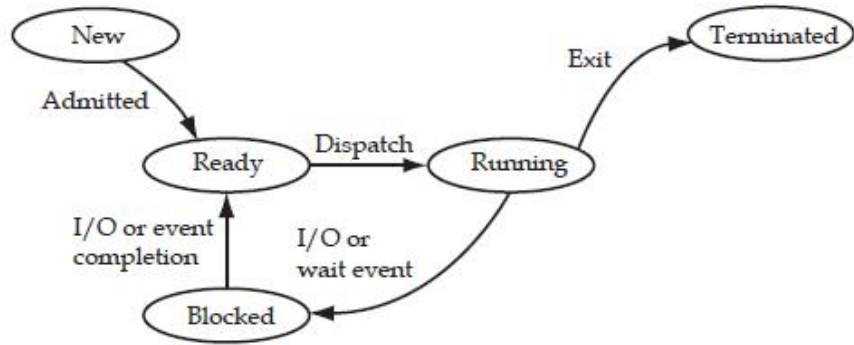 New
Terminated
Exit
Admitted
Dispatch
Ready
Running
I/O or event
completion
I/O or
wait event
Blocked